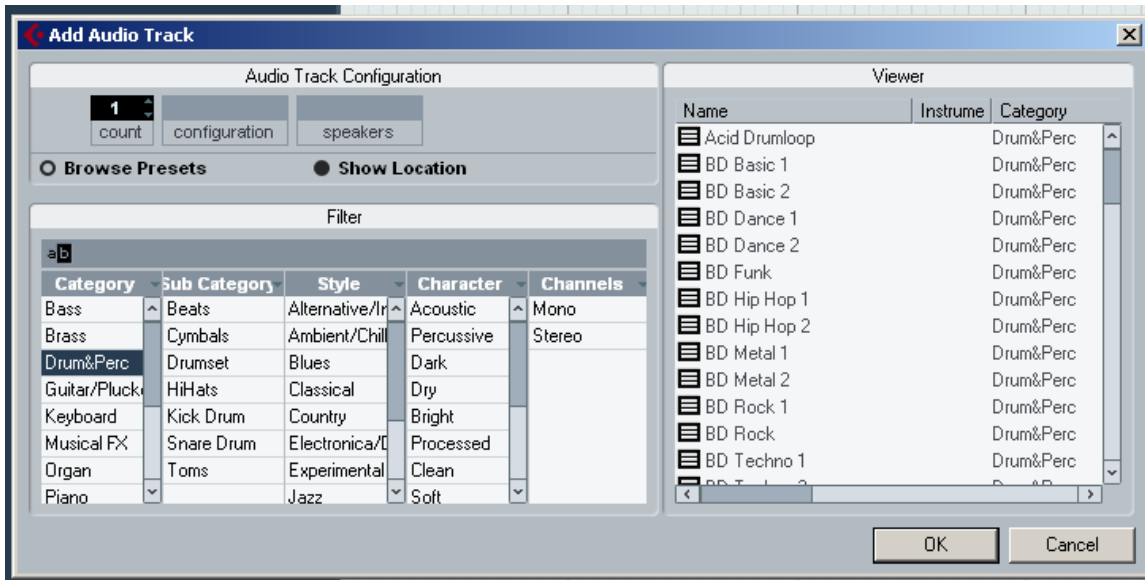 Add Audio Track
Audio Track Configuration
1
count
configuration
speakers
Browse Presets
Show Location
Filter
ab
Category Sub Category Style Character Channels
Bass Beats Alternative/In Acoustic Mono
Brass Cymbals Ambient/Chill Percussive Stereo
Drum&Perc Drumset Blues Dark
Guitar/Plucke HiHats Classical Dry
Keyboard Kick Drum Country Bright
Musical FX Snare Drum Electronica/D Processed
Organ Toms Experimental Clean
Piano Jazz Soft
Viewer
Name Instrume Category
Acid Drumloop Drum&Perc
BD Basic 1 Drum&Perc
BD Basic 2 Drum&Perc
BD Dance 1 Drum&Perc
BD Dance 2 Drum&Perc
BD Funk Drum&Perc
BD Hip Hop 1 Drum&Perc
BD Hip Hop 2 Drum&Perc
BD Metal 1 Drum&Perc
BD Metal 2 Drum&Perc
BD Rock 1 Drum&Perc
BD Rock Drum&Perc
BD Techno 1 Drum&Perc
OK
Cancel